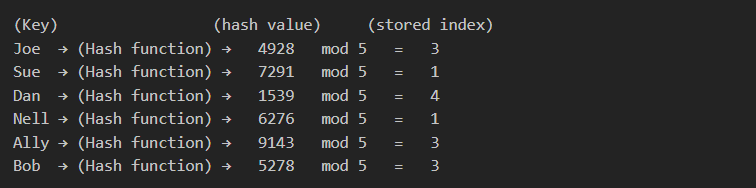 (Key) (hash value) (stored index)
Joe → (Hash function) → 4928 mod 5 = 3
Sue → (Hash function) → 7291 mod 5 = 1
Dan → (Hash function) → 1539 mod 5 = 4
Nell → (Hash function) → 6276 mod 5 = 1
Ally → (Hash function) → 9143 mod 5 = 3
Bob → (Hash function) → 5278 mod 5 = 3